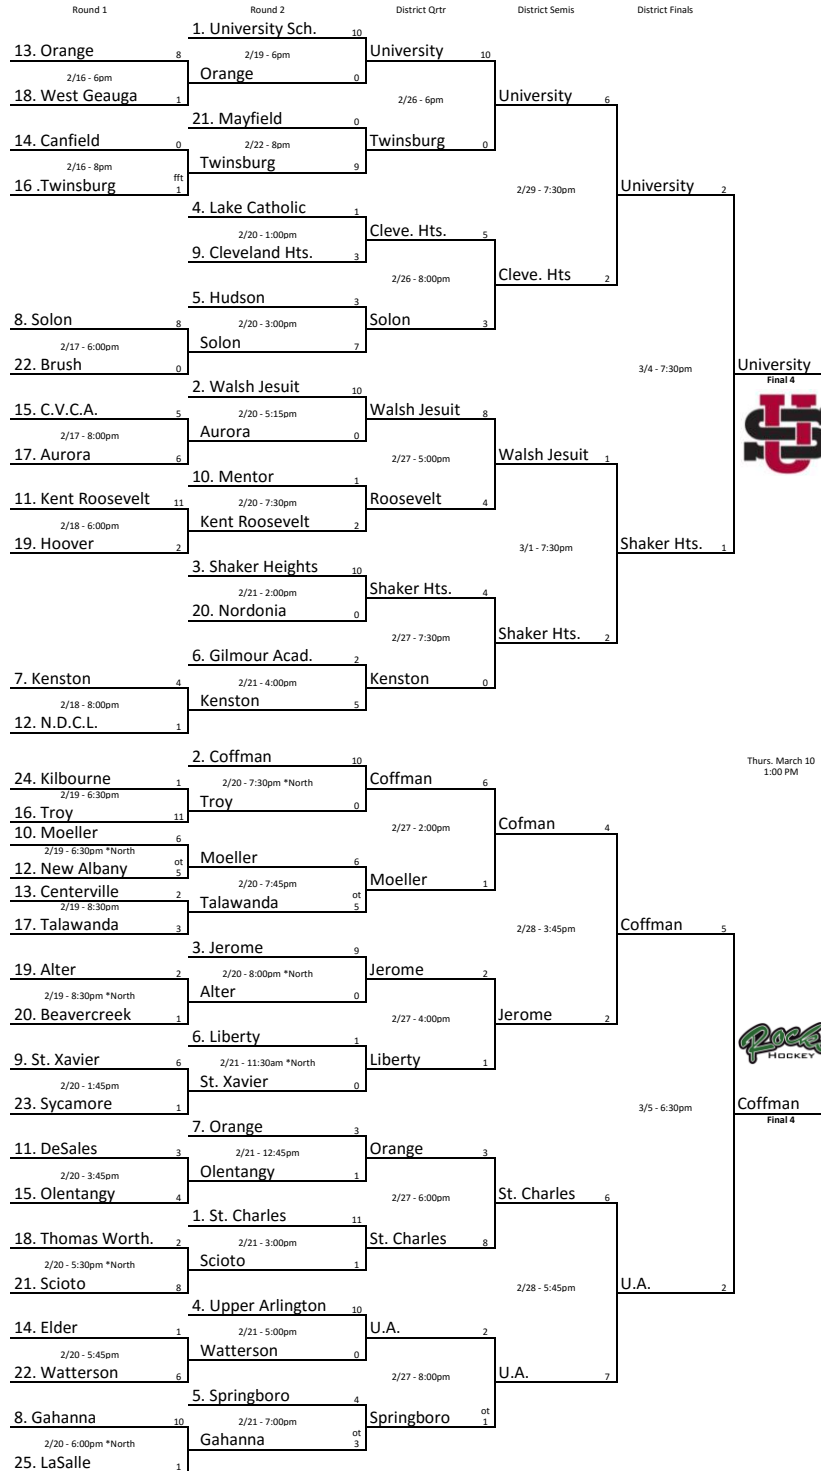 Round 1 Round 2 District Qrtr District Semis District Finals
1. University Sch. 10
13. Orange 8 2/19 - 6pm University 10
2/16 - 6pm Orange 0
18. West Geauga 1 2/26 - 6pm University 6
21. Mayfield 0
14. Canfield 0 2/22 - 8pm Twinsburg 0
2/16 - 8pm Twinsburg 9
fft
16 .Twinsburg 1 2/29 - 7:30pm University 2
4. Lake Catholic 1
2/20 - 1:00pm Cleve. Hts. 5
9. Cleveland Hts. 3
2/26 - 8:00pm Cleve. Hts 2
5. Hudson 3
8. Solon 8 2/20 - 3:00pm Solon 3
2/17 - 6:00pm Solon 7
22. Brush 0 3/4 - 7:30pm University
Final 4
2. Walsh Jesuit 10
15. C.V.C.A. 5 2/20 - 5:15pm Walsh Jesuit 8
2/17 - 8:00pm Aurora 0
17. Aurora 6 2/27 - 5:00pm Walsh Jesuit 1
10. Mentor 1
11. Kent Roosevelt 11 2/20 - 7:30pm Roosevelt 4
2/18 - 6:00pm Kent Roosevelt 2
19. Hoover 2 3/1 - 7:30pm Shaker Hts. 1
3. Shaker Heights 10
2/21 - 2:00pm Shaker Hts. 4
20. Nordonia 0
2/27 - 7:30pm Shaker Hts. 2
6. Gilmour Acad. 2
7. Kenston 4 2/21 - 4:00pm Kenston 0
2/18 - 8:00pm Kenston 5
12. N.D.C.L. 1
2. Coffman 10 Thurs. March 10
1:00 PM
24. Kilbourne 1 2/20 - 7:30pm *North Coffman 6
2/19 - 6:30pm Troy 0
16. Troy 11
10. Moeller 6 2/27 - 2:00pm Cofman 4
2/19 - 6:30pm *North ot Moeller 6
12. New Albany 5 2/20 - 7:45pm Moeller 1
13. Centerville 2 ot
2/19 - 8:30pm Talawanda 5
17. Talawanda 3 2/28 - 3:45pm Coffman 5
3. Jerome 9
19. Alter 2 2/20 - 8:00pm *North Jerome 2
2/19 - 8:30pm *North Alter 0
20. Beavercreek 1 2/27 - 4:00pm Jerome 2
6. Liberty 1 Rocks
HOCKEY
9. St. Xavier 6 2/21 - 11:30am *North Liberty 1
2/20 - 1:45pm St. Xavier 0
23. Sycamore 1 3/5 - 6:30pm Coffman
Final 4
7. Orange 3
11. DeSales 3 2/21 - 12:45pm Orange 3
2/20 - 3:45pm Olentangy 1
15. Olentangy 4 2/27 - 6:00pm St. Charles 6
1. St. Charles 11
18. Thomas Worth. 2 2/21 - 3:00pm St. Charles 8
2/20 - 5:30pm *North Scioto 1
21. Scioto 8 2/28 - 5:45pm U.A. 2
4. Upper Arlington 10
14. Elder 1 2/21 - 5:00pm U.A. 2
2/20 - 5:45pm Watterson 0
22. Watterson 6 2/27 - 8:00pm U.A. 7
5. Springboro 4 ot
8. Gahanna 10 2/21 - 7:00pm Springboro 1
ot
2/20 - 6:00pm *North Gahanna 3
25. LaSalle 1